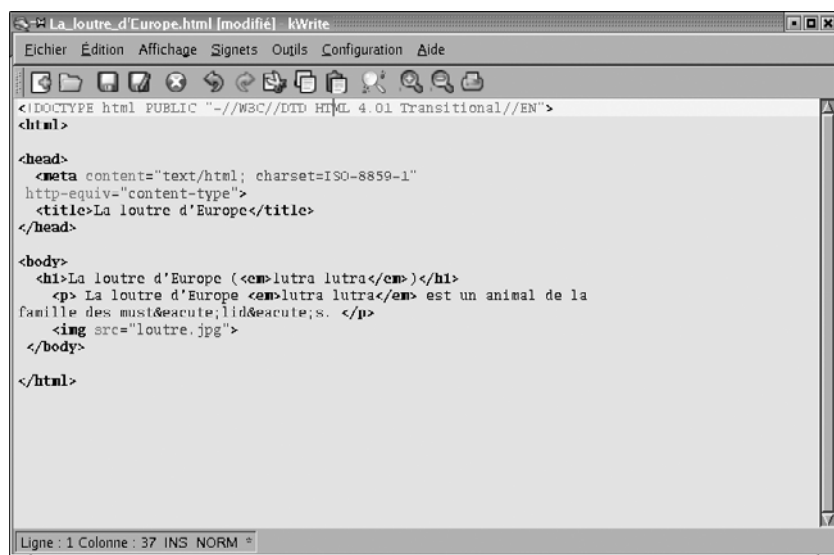 La_loutre_d'Europe.html [modifié] - kWrite
Fichier Édition Affichage Signets Outils Configuration Aide
<!DOCTYPE html PUBLIC "-//W3C//DTD HTML 4.01 Transitional//EN">
<html>
<head>
<meta content="text/html; charset=ISO-8859-1"
http-equiv="content-type">
<title>La loutre d'Europe</title>
</head>
<body>
<h1>La loutre d'Europe (<em>lutra lutra</em>)</h1>
<p> La loutre d'Europe <em>lutra lutra</em> est un animal de la
famille des must&eacute;lid&eacute;s. </p>
<img src="loutre.jpg">
</body>
</html>
Ligne : 1 Colonne : 37 INS NORM *